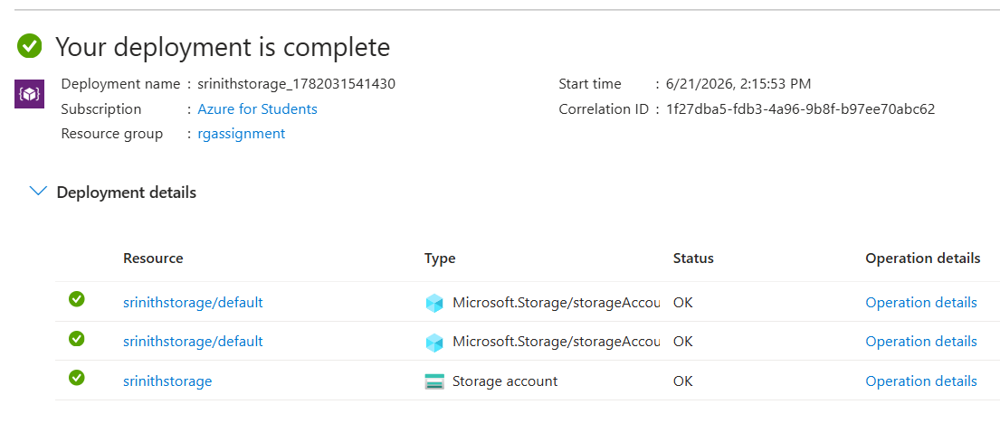 Your deployment is complete
Deployment name : srinithstorage_1782031541430
Start time : 6/21/2026, 2:15:53 PM
Subscription : Azure for Students
Correlation ID : 1f27dba5-fdb3-4a96-9b8f-b97ee70abc62
Resource group : rgassignment
Deployment details
Resource Type Status Operation details
srinithstorage/default Microsoft.Storage/storageAccou OK Operation details
srinithstorage/default Microsoft.Storage/storageAccou OK Operation details
srinithstorage Storage account OK Operation details